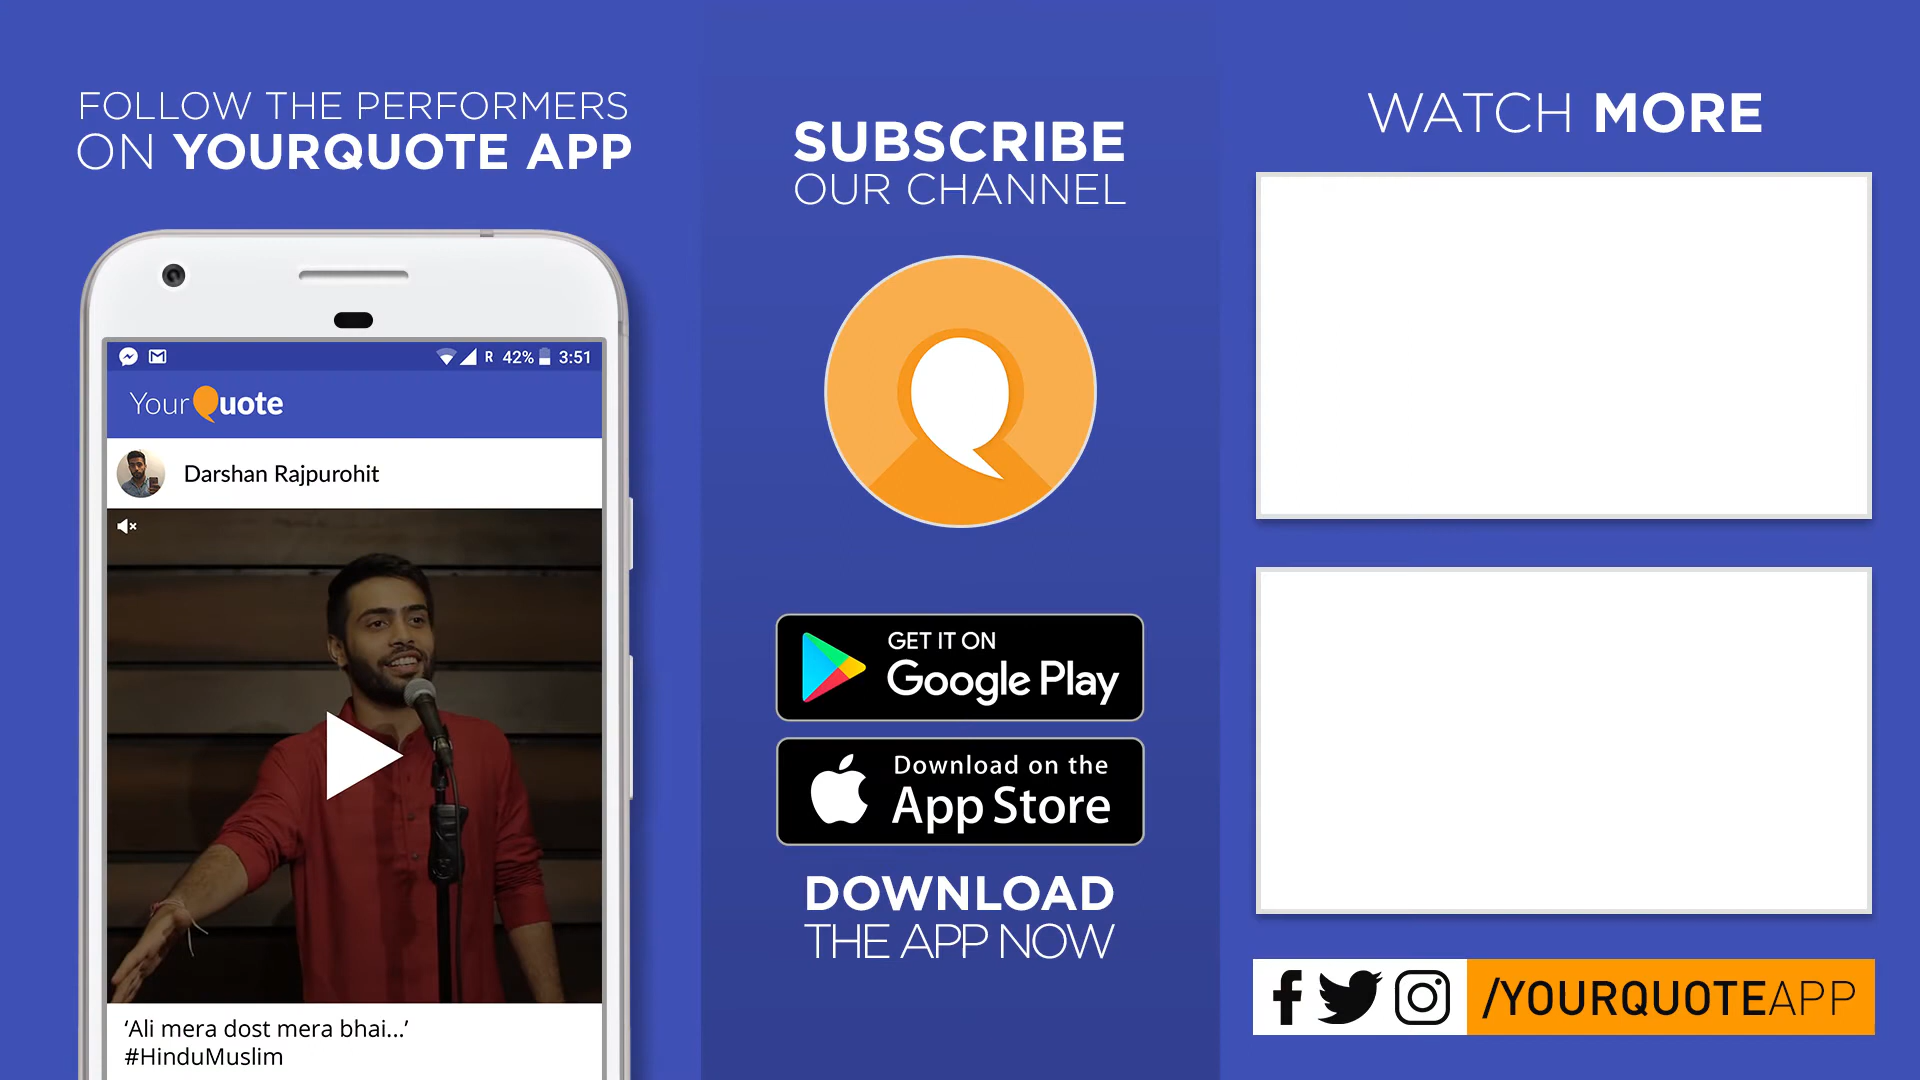 FOLLOW THE PERFORMERS
ON YOURQUOTE APP
R 42% 3:51
YourQuote
Darshan Rajpurohit
‘Ali mera dost mera bhai...’
#HinduMuslim
SUBSCRIBE
OUR CHANNEL
GET IT ON
Google Play
Download on the
App Store
DOWNLOAD
THE APP NOW
WATCH MORE
/YOURQUOTEAPP